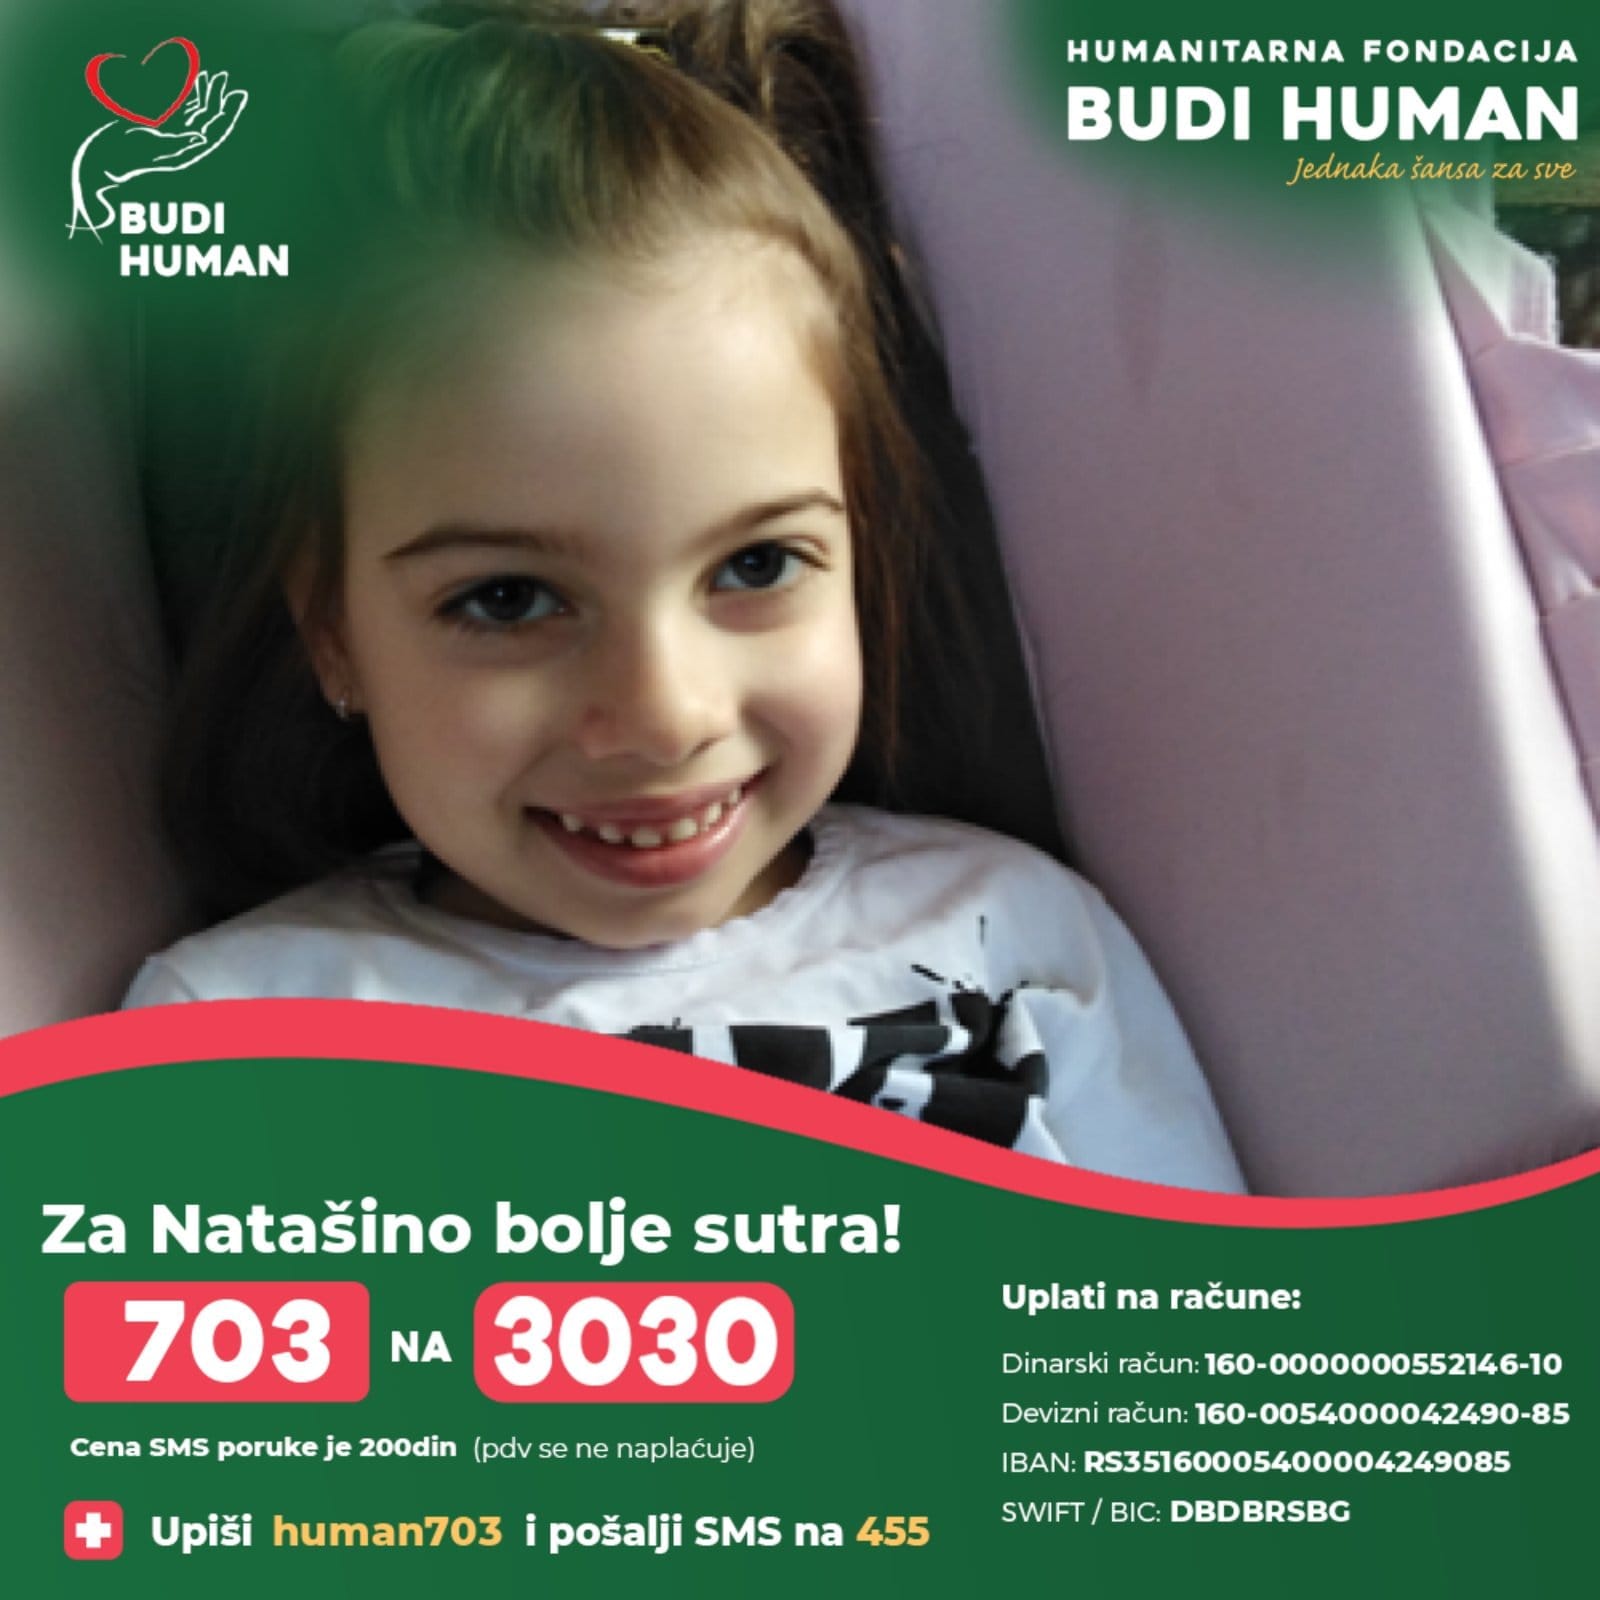 BUDI
HUMAN
HUMANITARNA FONDACIJA
BUDI HUMAN
Jednaka šansa za sve
Za Natašino bolje sutra!
703 NA 3030
Cena SMS poruke je 200din (pdv se ne naplaćuje)
Upiši human703 i pošalji SMS na 455
Uplati na račune:
Dinarski račun: 160-0000000552146-10
Devizni račun: 160-0054000042490-85
IBAN: RS35160005400004249085
SWIFT / BIC: DBDBRSBG